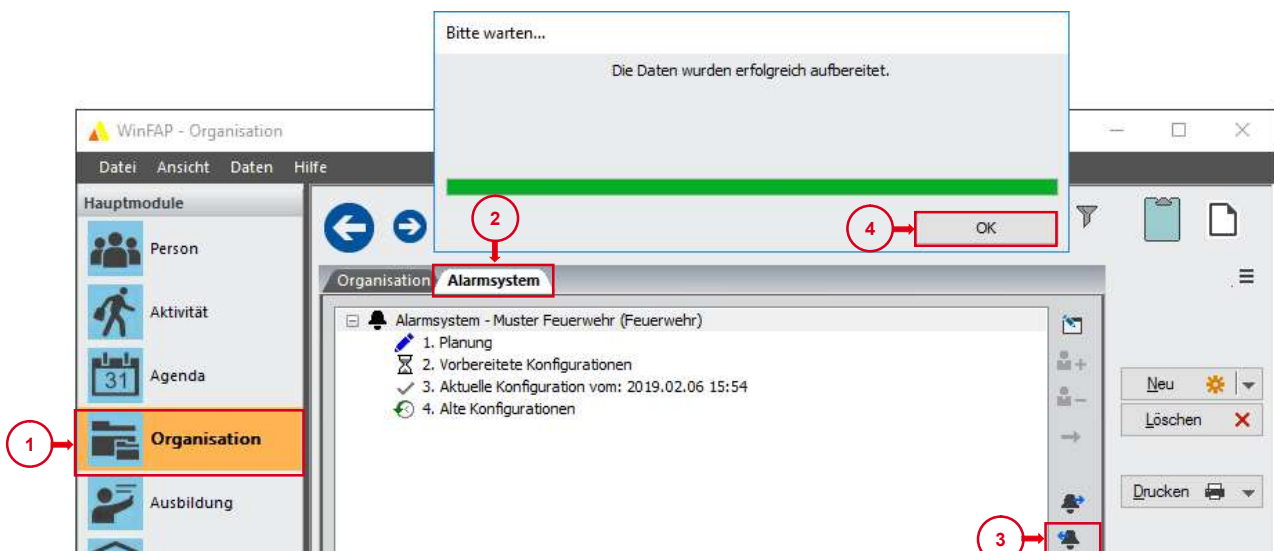 Bitte warten...
Die Daten wurden erfolgreich aufbereitet.
WinFAP - Organisation
Datei Ansicht Daten Hilfe
Hauptmodule
2
4
OK
Person
Organisation
Alarmsystem
Aktivität
Alarmsystem - Muster Feuerwehr (Feuerwehr)
1. Planung
2. Vorbereitete Konfigurationen
31
Agenda
3. Aktuelle Konfiguration vom: 2019.02.06 15:54
Neu
4. Alte Konfigurationen
Löschen
1
Organisation
Ausbildung
Drucken
3